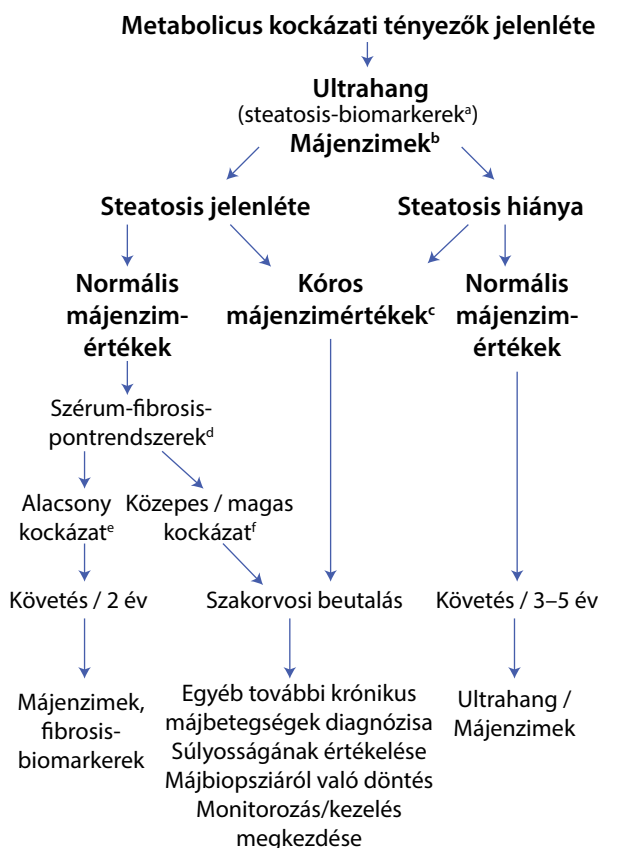 Metabolicus kockázati tényezők jelenléte
Ultrahang
(steatosis-biomarkerekᵃ)
Májenzimekᵇ
Steatosis jelenléte
Steatosis hiánya
Normális
májenzim-
értékek
Kóros
májenzimértékekᶜ
Normális
májenzim-
értékek
Szérum-fibrosis-
pontrendszerekᵈ
Alacsony
kockázatᵉ
Közepes / magas
kockázatᶠ
Követés / 2 év
Szakorvosi beutalás
Követés / 3–5 év
Májenzimek,
fibrosis-
biomarkerek
Egyéb további krónikus
májbetegségek diagnózisa
Súlyosságának értékelése
Májbiopsziáról való döntés
Monitorozás/kezelés
megkezdése
Ultrahang /
Májenzimek